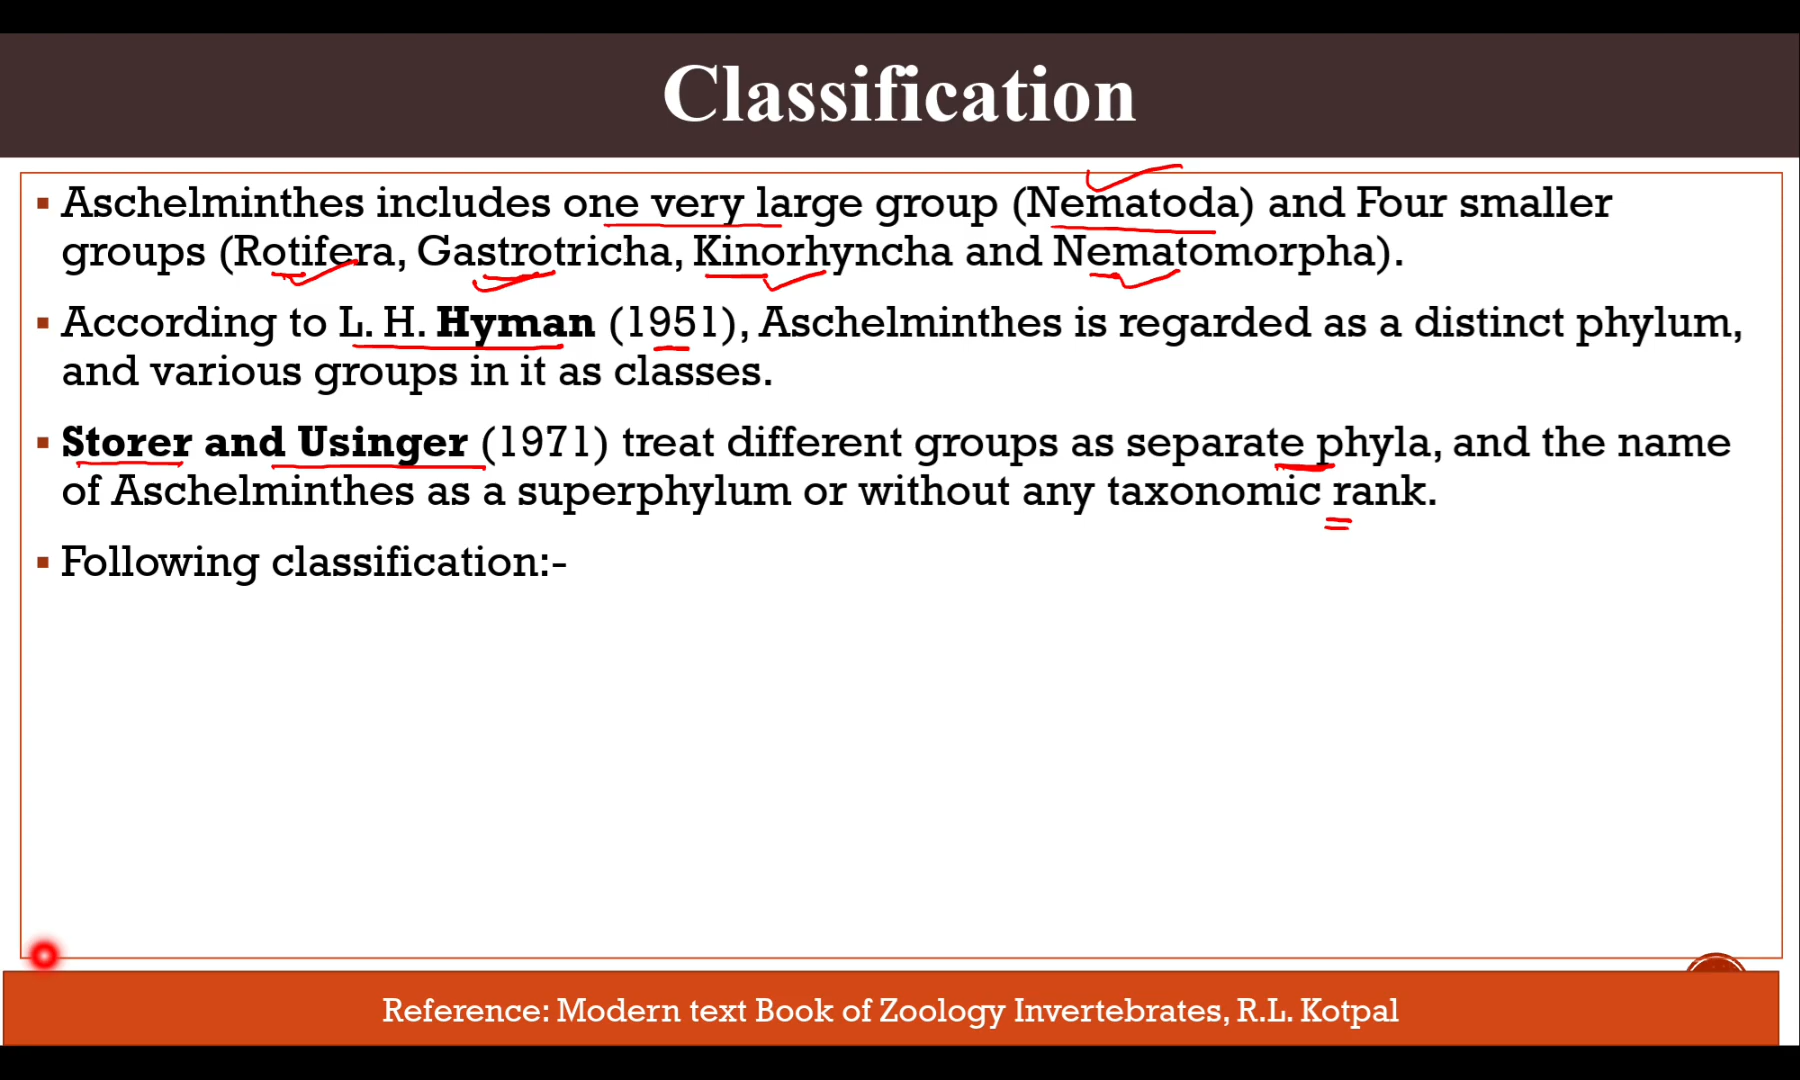 Classification
▪ Aschelminthes includes one very large group (Nematoda) and Four smaller
groups (Rotifera, Gastrotricha, Kinorhyncha and Nematomorpha).
▪ According to L. H. Hyman (1951), Aschelminthes is regarded as a distinct phylum,
and various groups in it as classes.
▪ Storer and Usinger (1971) treat different groups as separate phyla, and the name
of Aschelminthes as a superphylum or without any taxonomic rank.
▪ Following classification:-
Reference: Modern text Book of Zoology Invertebrates, R.L. Kotpal